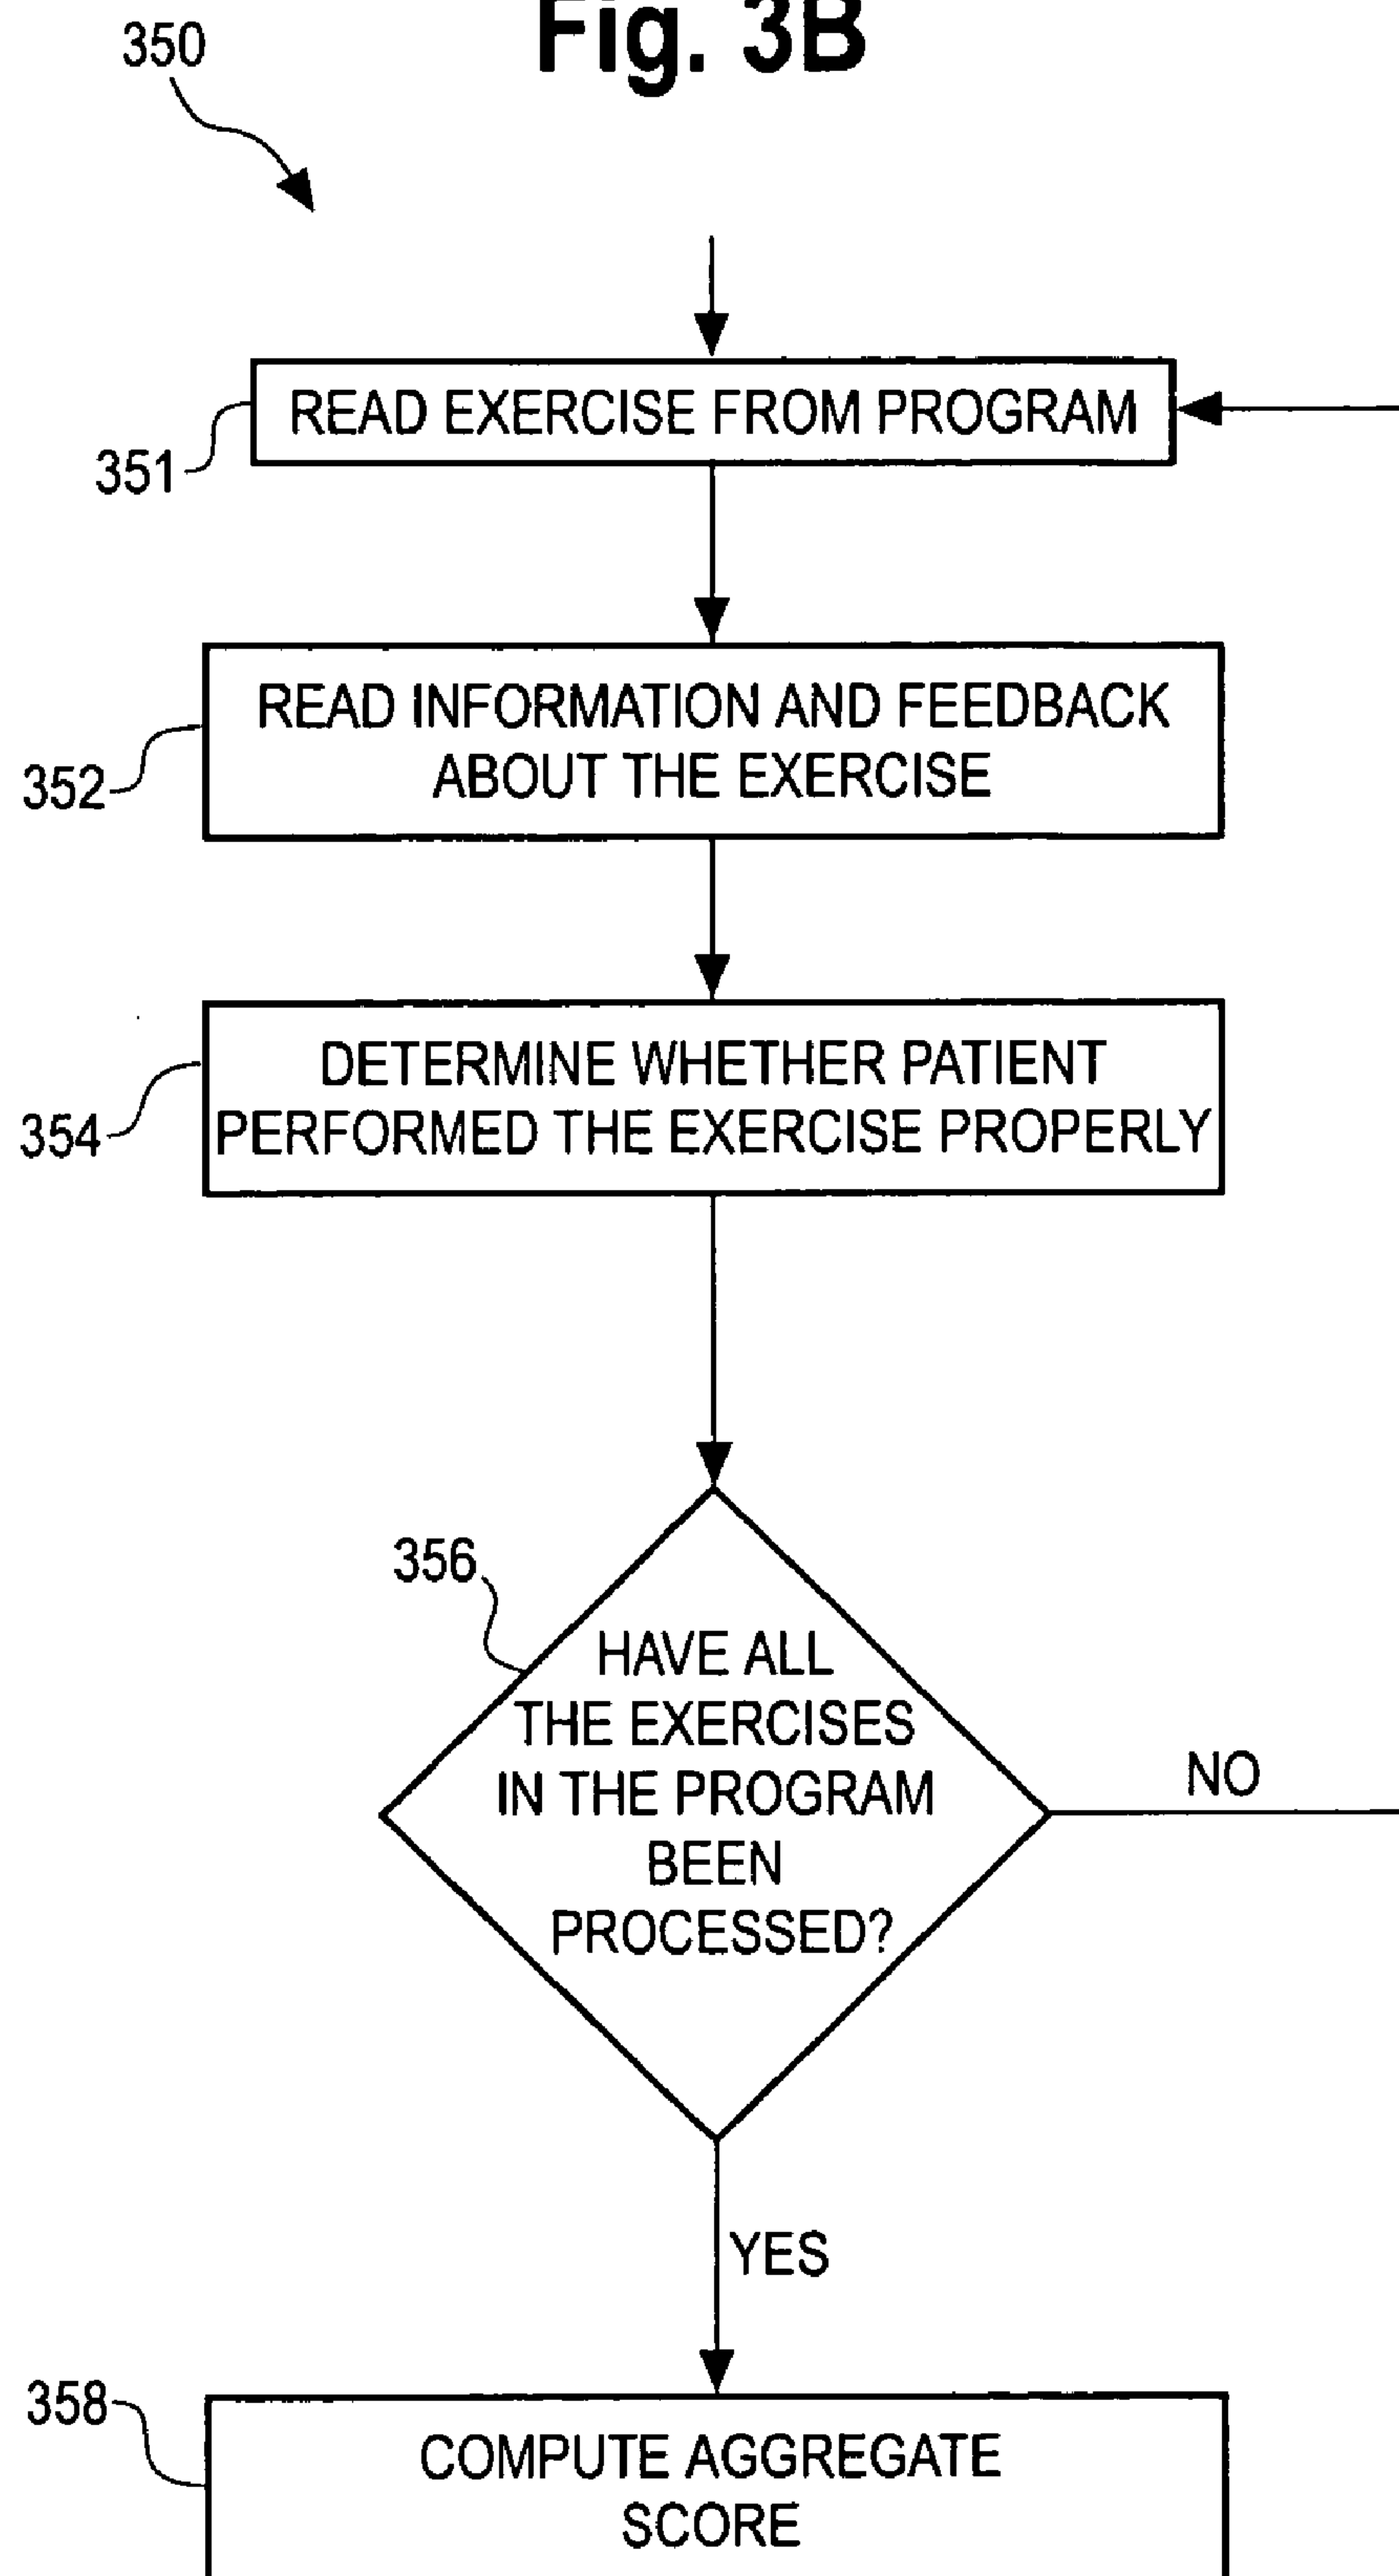 Fig. 3B
350
READ EXERCISE FROM PROGRAM
351
READ INFORMATION AND FEEDBACK
ABOUT THE EXERCISE
352
DETERMINE WHETHER PATIENT
PERFORMED THE EXERCISE PROPERLY
354
356
HAVE ALL
THE EXERCISES
IN THE PROGRAM
BEEN
PROCESSED?
NO
YES
358
COMPUTE AGGREGATE
SCORE